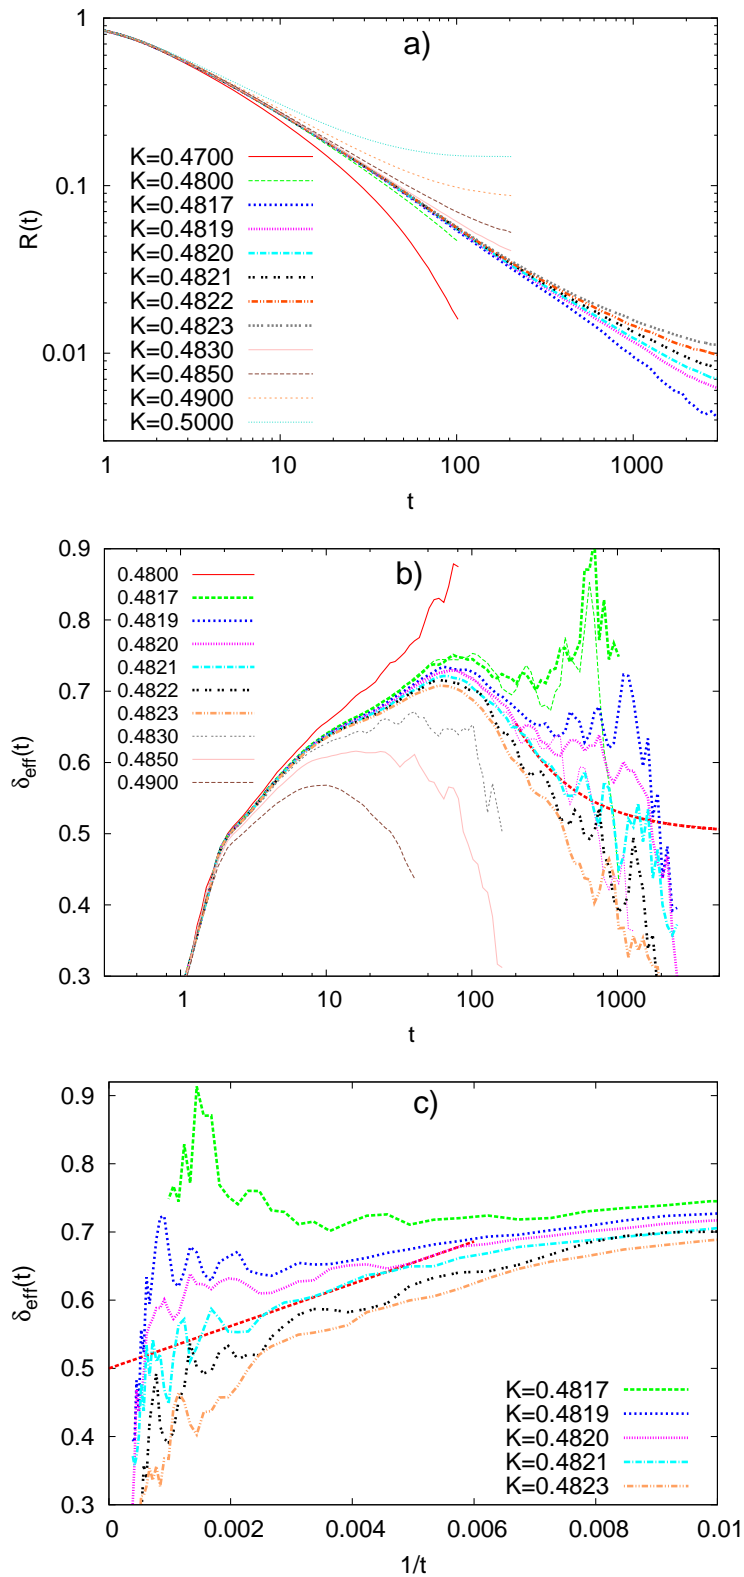 a)
1
0.1
0.01
R(t)
K=0.4700
K=0.4800
K=0.4817
K=0.4819
K=0.4820
K=0.4821
K=0.4822
K=0.4823
K=0.4830
K=0.4850
K=0.4900
K=0.5000
1 10 100 1000
t
b)
0.9
0.8
0.7
0.6
0.5
0.4
0.3
δeff(t)
0.4800
0.4817
0.4819
0.4820
0.4821
0.4822
0.4823
0.4830
0.4850
0.4900
1 10 100 1000
t
c)
0.9
0.8
0.7
0.6
0.5
0.4
0.3
δeff(t)
K=0.4817
K=0.4819
K=0.4820
K=0.4821
K=0.4823
0 0.002 0.004 0.006 0.008 0.01
1/t